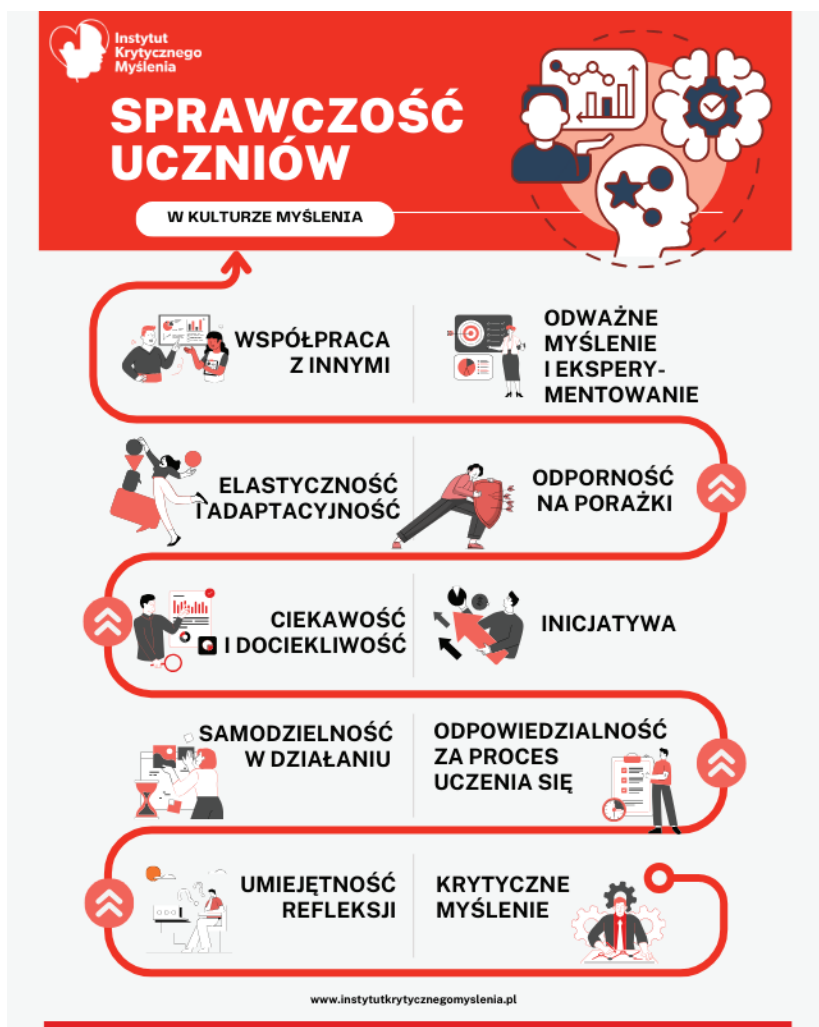 Instytut
Krytycznego
Myślenia
SPRAWCZOŚĆ
UCZNIÓW
W KULTURZE MYŚLENIA
WSPÓŁPRACA
Z INNYMI
ODWAŻNE
MYŚLENIE
I EKSPERY-
MENTOWANIE
ELASTYCZNOŚĆ
I ADAPTACYJNOŚĆ
ODPORNOŚĆ
NA PORAŻKI
CIEKAWOŚĆ
I DOCIEKLIWOŚĆ
INICJATYWA
SAMODZIELNOŚĆ
W DZIAŁANIU
ODPOWIEDZIALNOŚĆ
ZA PROCES
UCZENIA SIĘ
UMIEJĘTNOŚĆ
REFLEKSJI
KRYTYCZNE
MYŚLENIE
www.instytutkrytycznegomyslenia.pl